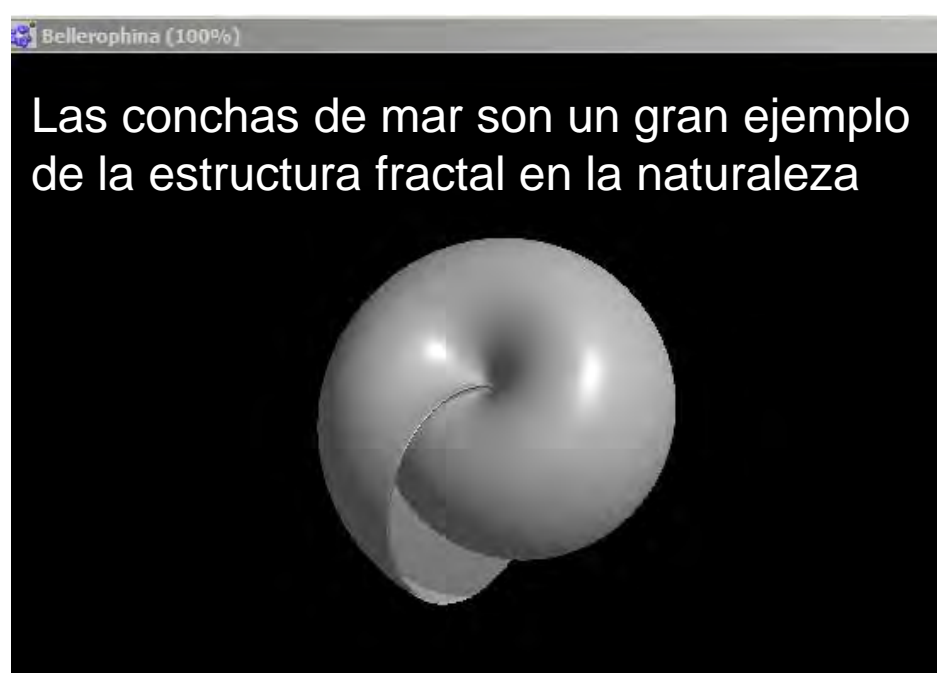 Bellerophina (100%)
Las conchas de mar son un gran ejemplo
de la estructura fractal en la naturaleza